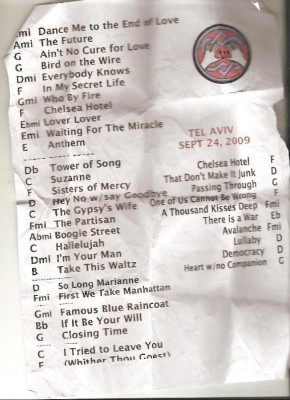 Emi Dance Me to the End of Love
Ami The Future
G Ain't No Cure for Love
G Bird on the Wire
Dmi Everybody Knows
F In My Secret Life
Gmi Who By Fire
F Chelsea Hotel
Ebmi Lover Lover
Emi Waiting For The Miracle
E Anthem
TEL AVIV
SEPT 24, 2009
Db Tower of Song
C Suzanne
F Sisters of Mercy
D Hey No w/say Goodbye
C The Gypsy's Wife
Fmi The Partisan
Abmi Boogie Street
C Hallelujah
Dmi I'm Your Man
B Take This Waltz
Chelsea Hotel F
That Don't Make it Junk D
Passing Through G
One of Us Cannot Be Wrong F
A Thousand Kisses Deep Fmi
There is a War Eb
Avalanche Fmi
Lullaby D
Democracy D
Heart w/no Companion G
D So Long Marianne
Fmi First We Take Manhattan
Gmi Famous Blue Raincoat
Bb If It Be Your Will
G Closing Time
C I Tried to Leave You
F (Whither Thou Goest)